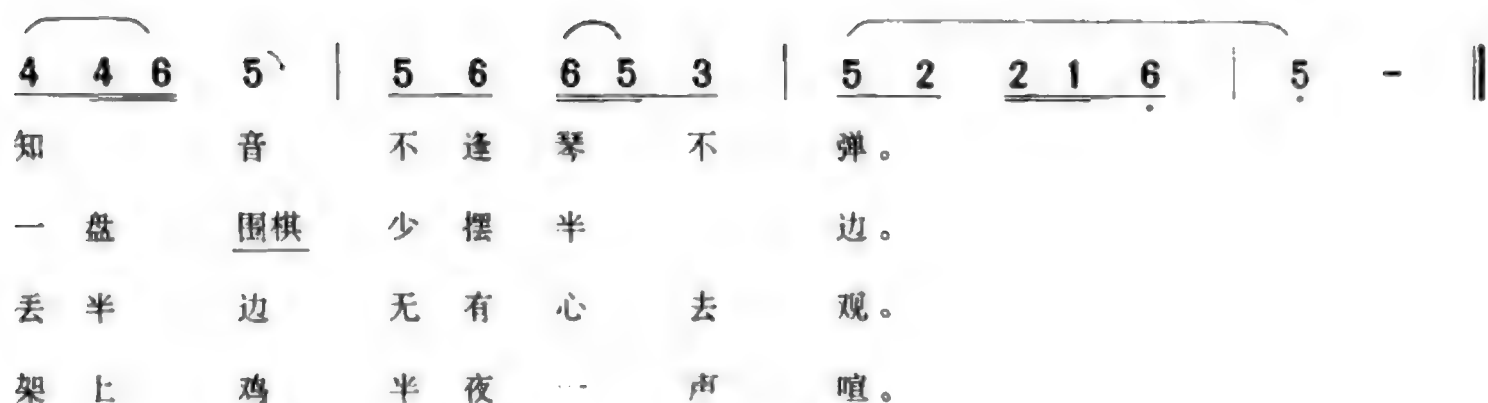 4 4 6 5 | 5 6 6 5 3 | 5 2 2 1 6 | 5 - ‖
知 音 不 逢 琴 不 弹。
一 盘 围棋 少 摆 半 边。
丢 半 边 无 有 心 去 观。
架 上 鸡 半 夜 一 声 喧。